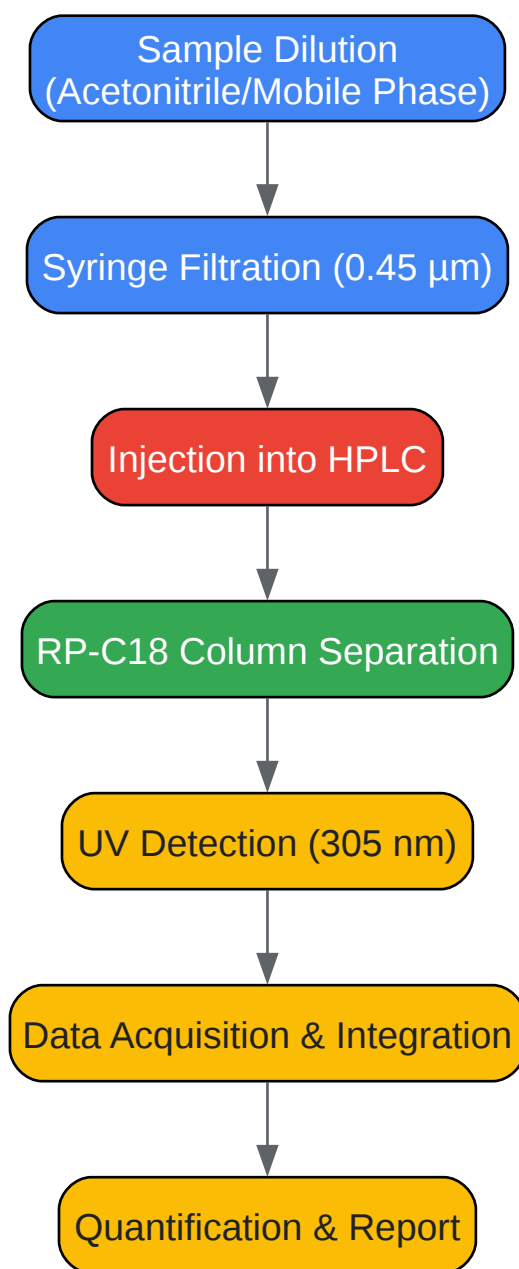 Sample Dilution
(Acetonitrile/Mobile Phase)
Syringe Filtration (0.45 µm)
Injection into HPLC
RP-C18 Column Separation
UV Detection (305 nm)
Data Acquisition & Integration
Quantification & Report